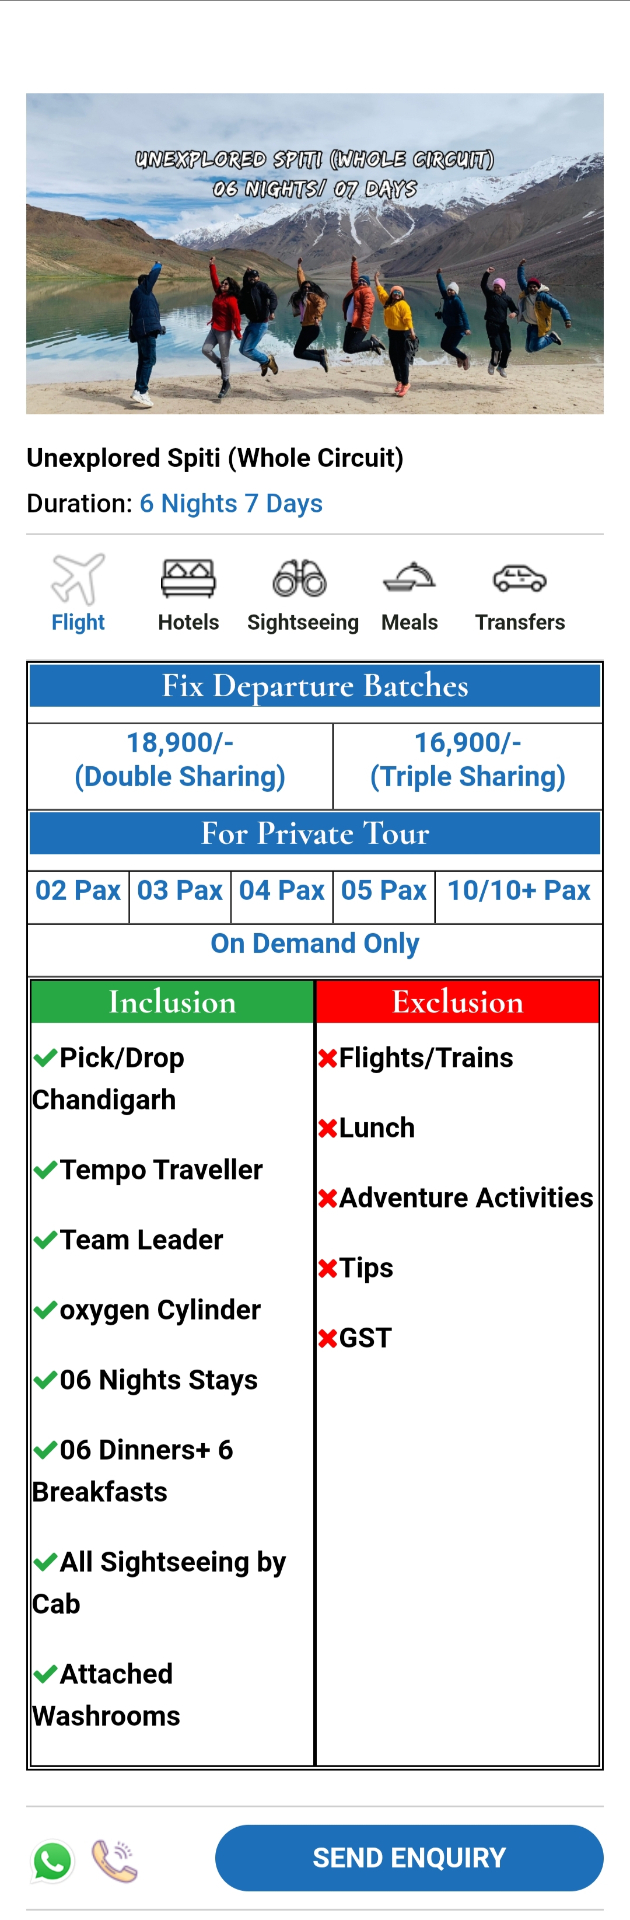 UNEXPLORED SPITI (WHOLE CIRCUIT)
06 NIGHTS/ 07 DAYS
Unexplored Spiti (Whole Circuit)
Duration: 6 Nights 7 Days
Flight
Hotels
Sightseeing
Meals
Transfers
Fix Departure Batches
18,900/-
(Double Sharing)
16,900/-
(Triple Sharing)
For Private Tour
02 Pax
03 Pax
04 Pax
05 Pax
10/10+ Pax
On Demand Only
Inclusion
Pick/Drop
Chandigarh
Tempo Traveller
Team Leader
oxygen Cylinder
06 Nights Stays
06 Dinners+ 6
Breakfasts
All Sightseeing by
Cab
Attached
Washrooms
Exclusion
Flights/Trains
Lunch
Adventure Activities
Tips
GST
SEND ENQUIRY